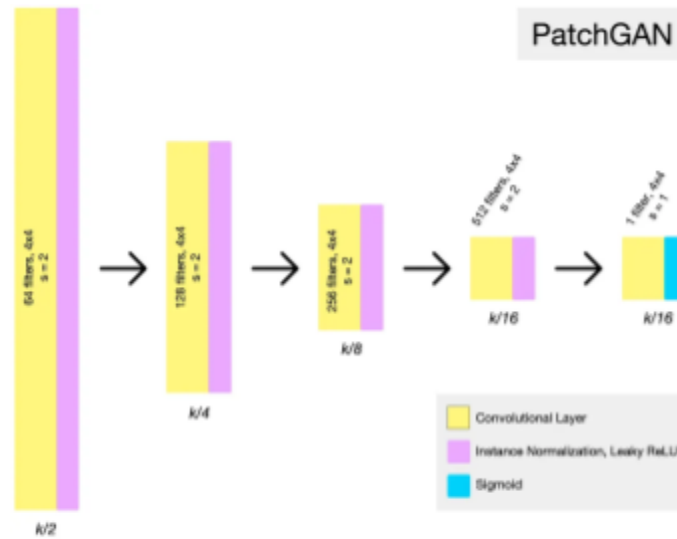 PatchGAN
64 filters, 4x4
s = 2
k/2
128 filters, 4x4
s = 2
k/4
256 filters, 4x4
s = 2
k/8
512 filters, 4x4
s = 2
k/16
1 filter, 4x4
s = 1
k/16
Convolutional Layer
Instance Normalization, Leaky ReLU
Sigmoid